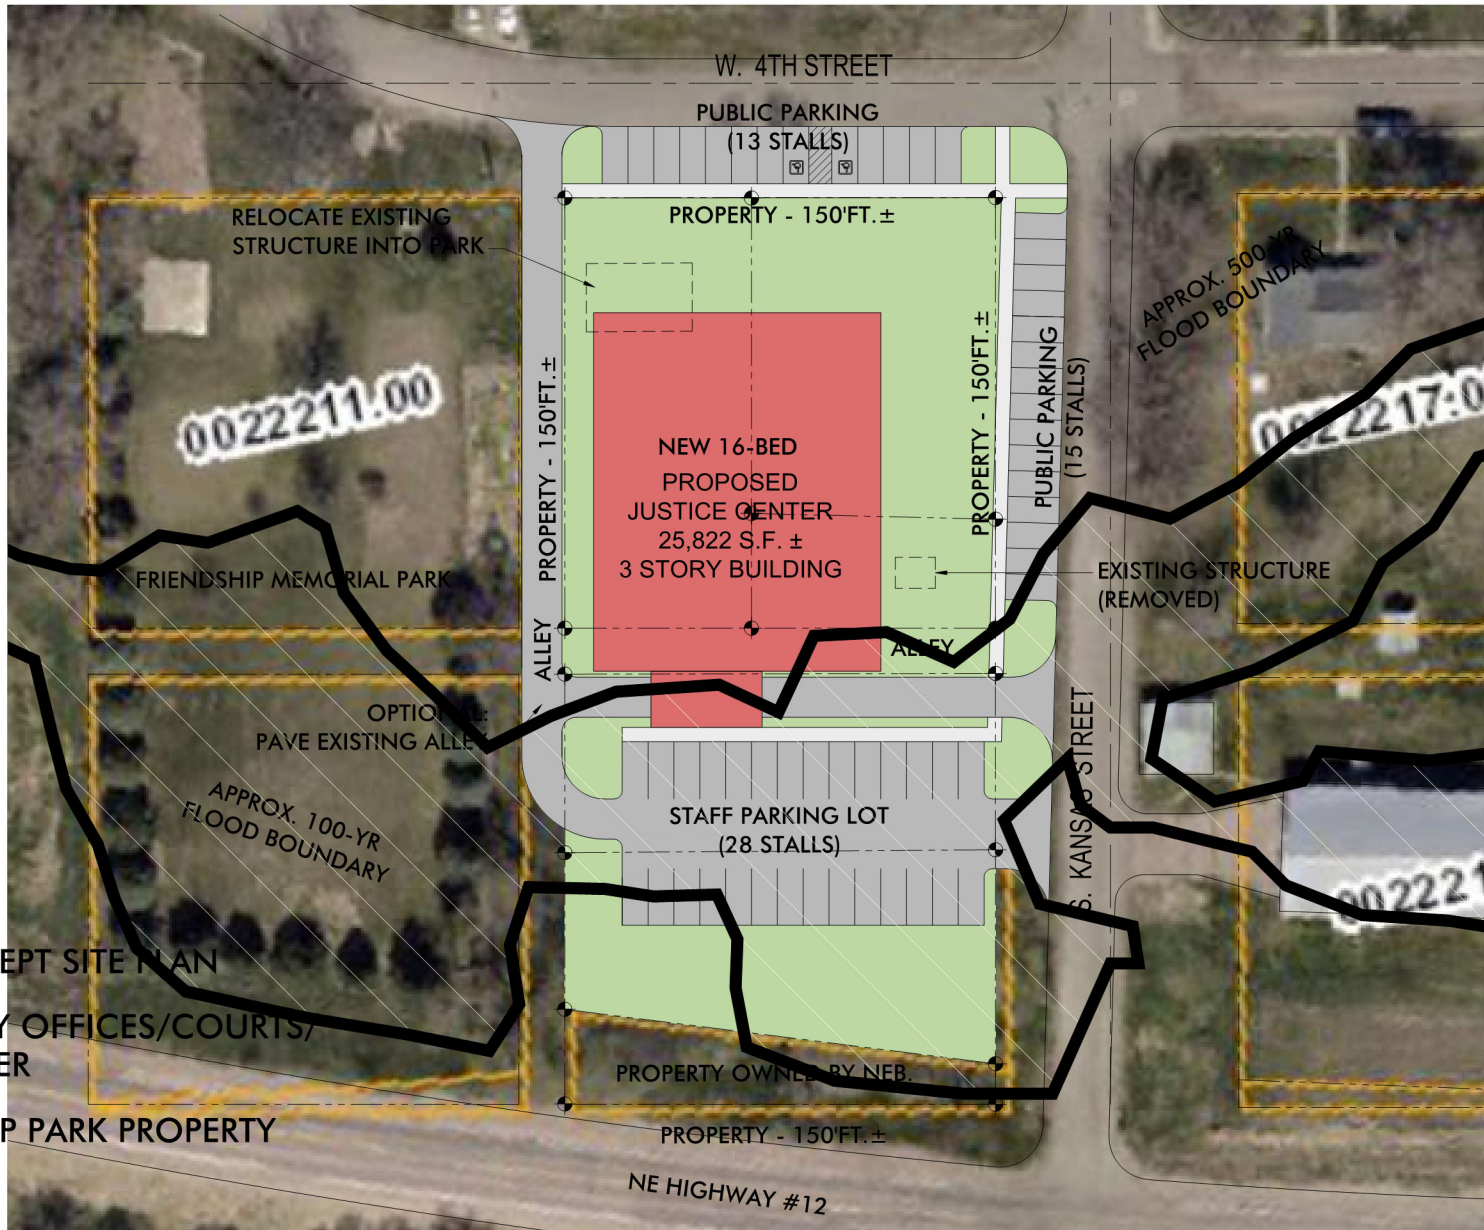 W. 4TH STREET
PUBLIC PARKING
(13 STALLS)
RELOCATE EXISTING
STRUCTURE INTO PARK
PROPERTY - 150'FT.±
APPROX. 500-YR
FLOOD BOUNDARY
0022211.00
PROPERTY - 150'FT.±
PROPERTY - 150'FT.±
PUBLIC PARKING
(15 STALLS)
0022217:0
NEW 16-BED
PROPOSED
JUSTICE CENTER
25,822 S.F. ±
3 STORY BUILDING
FRIENDSHIP MEMORIAL PARK
EXISTING STRUCTURE
(REMOVED)
ALLEY
ALLEY
OPTIONAL:
PAVE EXISTING ALLEY
S. KANSAS STREET
APPROX. 100-YR
FLOOD BOUNDARY
STAFF PARKING LOT
(28 STALLS)
002221
EPT SITE PLAN
Y OFFICES/COURTS/
ER
P PARK PROPERTY
PROPERTY OWNED BY NEB.
PROPERTY - 150'FT.±
NE HIGHWAY #12